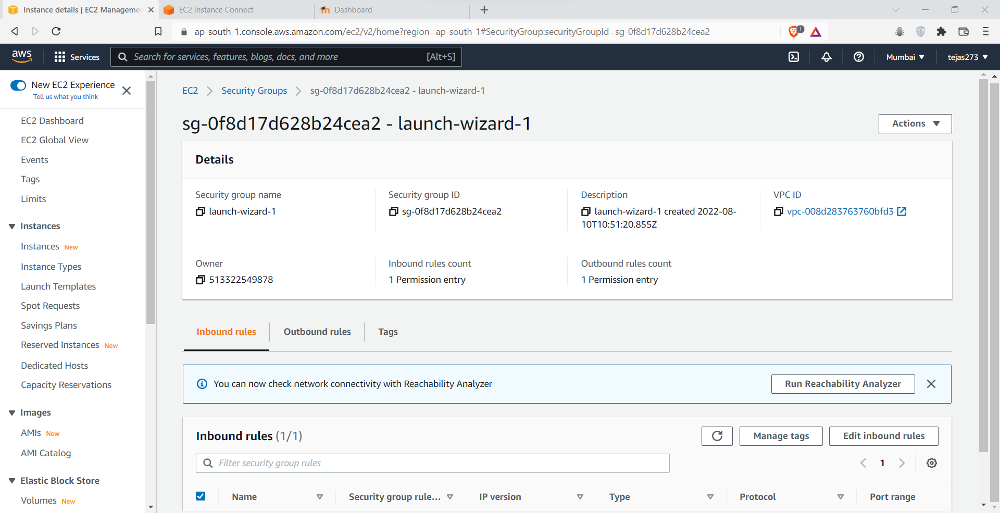 Instance details | EC2 Manageme
EC2 Instance Connect
Dashboard
ap-south-1.console.aws.amazon.com/ec2/v2/home?region=ap-south-1#SecurityGroup:securityGroupId=sg-0f8d17d628b24cea2
1
aws
Services
Search for services, features, blogs, docs, and more
[Alt+S]
Mumbai
tejas273
New EC2 Experience
Tell us what you think
EC2 Dashboard
EC2 Global View
Events
Tags
Limits
Instances
Instances New
Instance Types
Launch Templates
Spot Requests
Savings Plans
Reserved Instances New
Dedicated Hosts
Capacity Reservations
Images
AMIs New
AMI Catalog
Elastic Block Store
Volumes New
EC2
Security Groups
sg-0f8d17d628b24cea2 - launch-wizard-1
sg-0f8d17d628b24cea2 - launch-wizard-1
Actions
Details
Security group name
launch-wizard-1
Security group ID
sg-0f8d17d628b24cea2
Description
launch-wizard-1 created 2022-08-
10T10:51:20.855Z
VPC ID
vpc-008d283763760bfd3
Owner
513322549878
Inbound rules count
1 Permission entry
Outbound rules count
1 Permission entry
Inbound rules
Outbound rules
Tags
You can now check network connectivity with Reachability Analyzer
Run Reachability Analyzer
Inbound rules (1/1)
Manage tags
Edit inbound rules
Filter security group rules
1
Name
Security group rule...
IP version
Type
Protocol
Port range